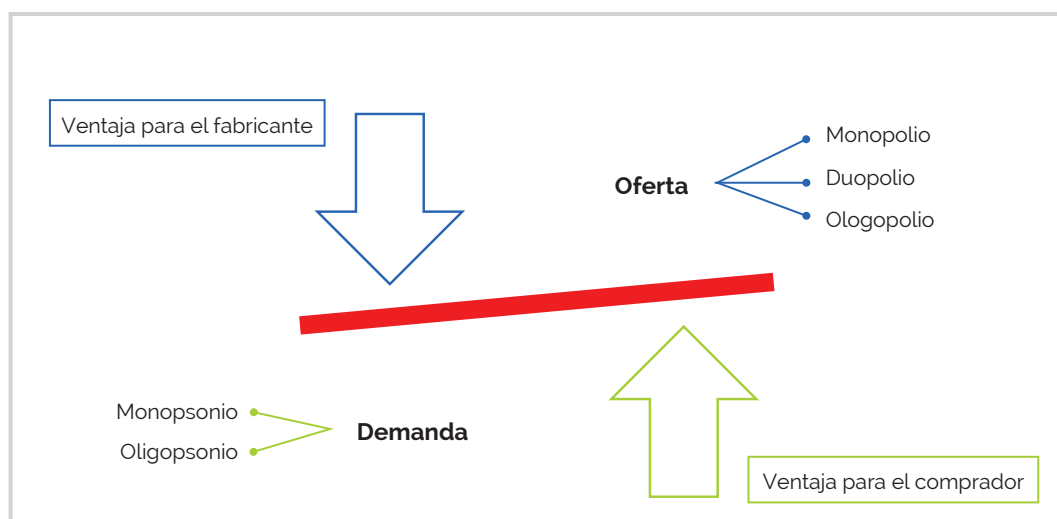 Ventaja para el fabricante
Oferta
Monopolio
Duopolio
Ologopolio
Monopsonio
Oligopsonio
Demanda
Ventaja para el comprador